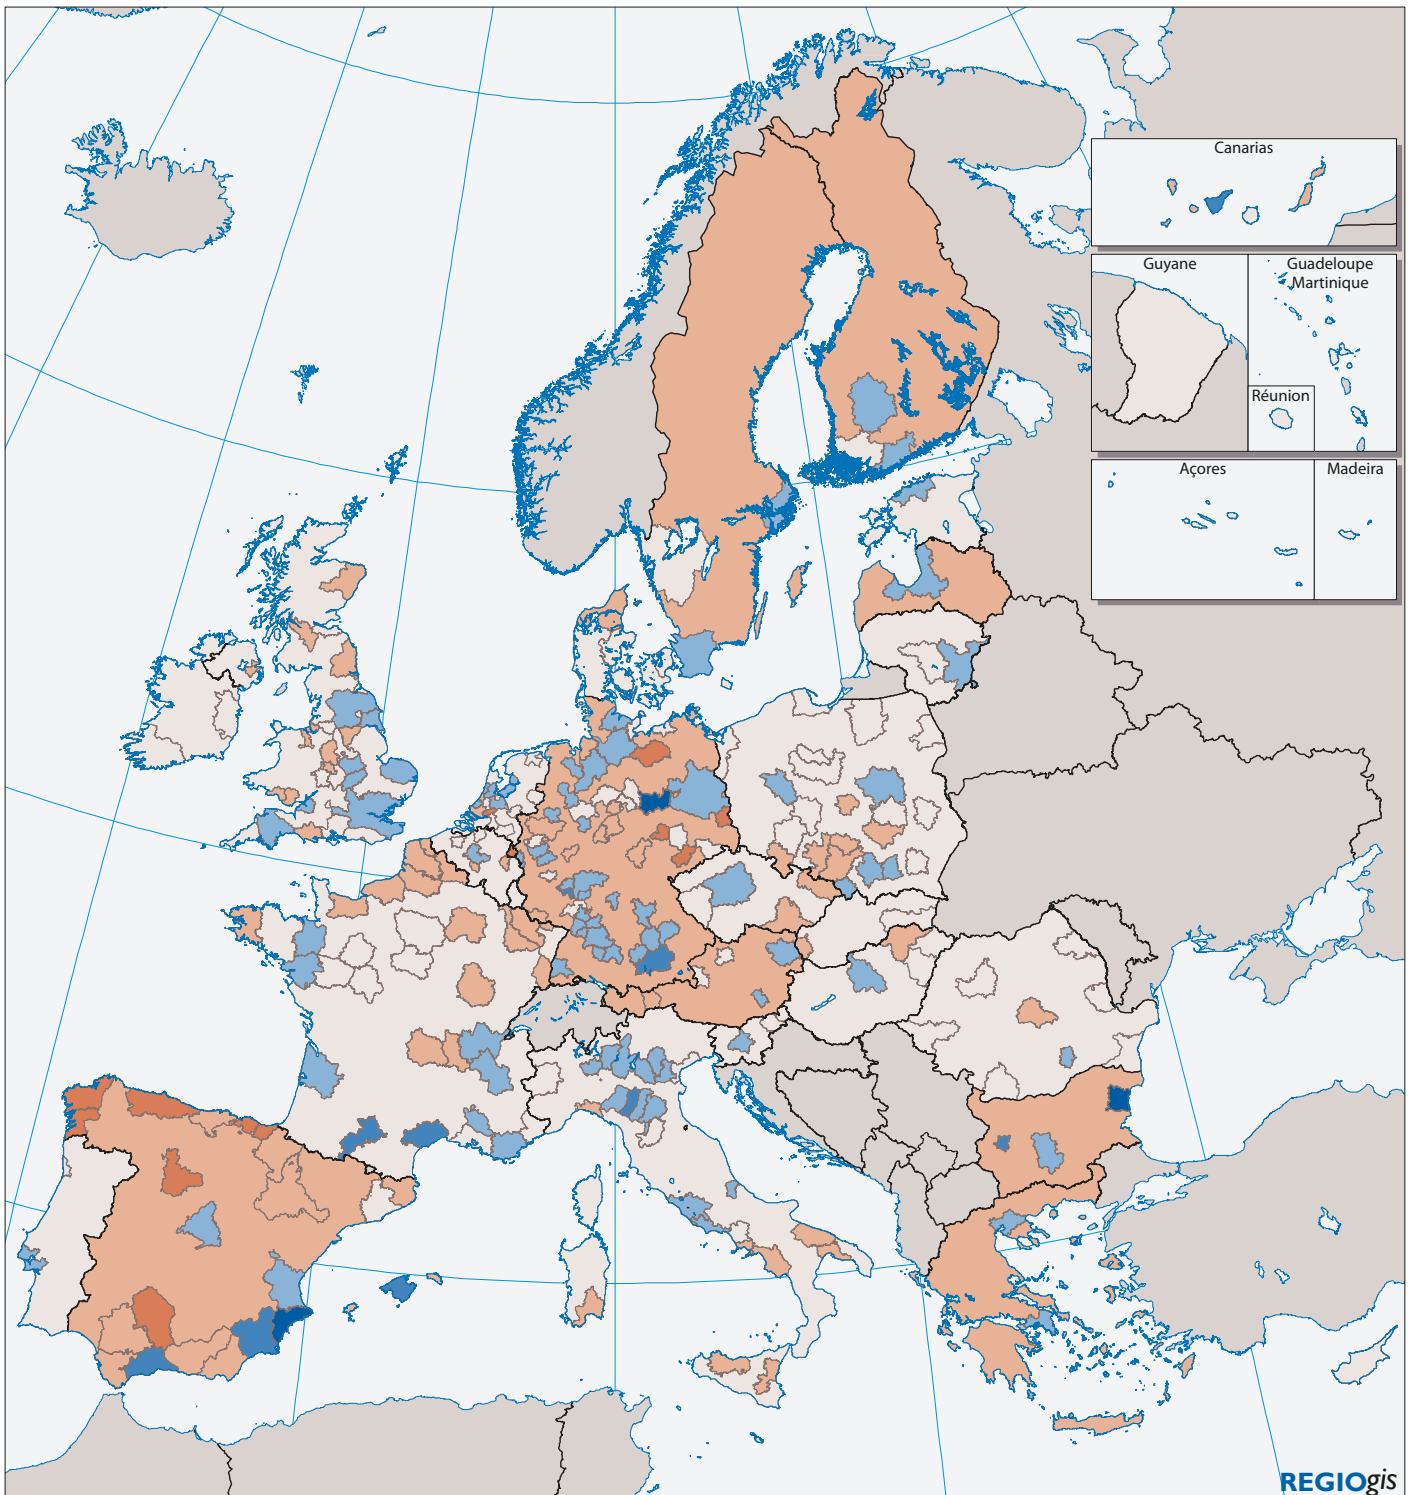 Canarias
Guyane
Guadeloupe
Martinique
Réunion
Açores
Madeira
REGIOgis